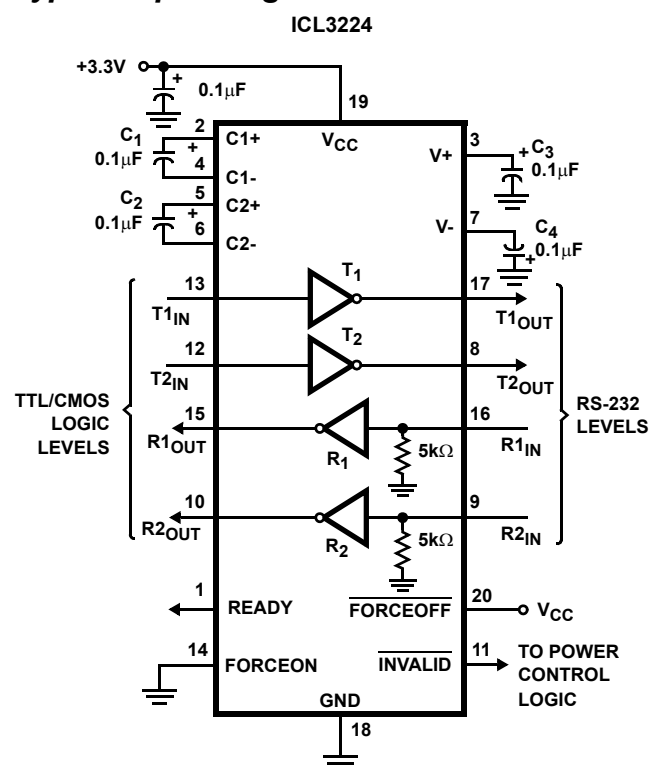 ICL3224
+3.3V
+
0.1μF
19
2
C1+
VCC
C1
0.1μF
+
4
C1-
3
V+
+
C3
0.1μF
C2
0.1μF
5
C2+
+
6
C2-
7
V-
C4
0.1μF
+
13
T1
17
T1IN
T1OUT
12
T2
8
T2IN
T2OUT
TTL/CMOS
LOGIC
LEVELS
RS-232
LEVELS
15
16
R1OUT
R1
5kΩ
R1IN
10
9
R2OUT
R2
5kΩ
R2IN
1
READY
FORCEOFF
20
VCC
14
FORCEON
INVALID
11
TO POWER
CONTROL
LOGIC
GND
18